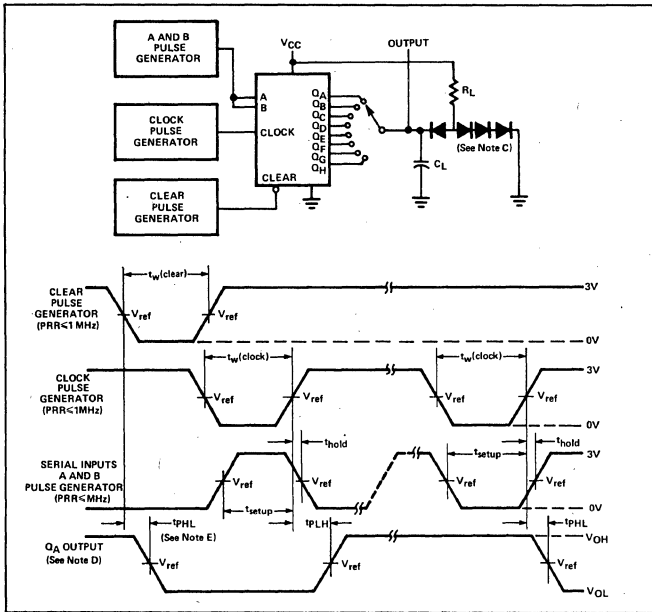 A AND B
PULSE
GENERATOR
VCC
OUTPUT
RL
A
B
QA
QB
QC
QD
QE
QF
QG
QH
CLOCK
PULSE
GENERATOR
CLOCK
(See Note C)
CL
CLEAR
CLEAR
PULSE
GENERATOR
tw(clear)
CLEAR
PULSE
GENERATOR
(PRR≤1 MHz)
Vref
Vref
3V
0V
tw(clock)
tw(clock)
CLOCK
PULSE
GENERATOR
(PRR≤1MHz)
Vref
Vref
Vref
Vref
3V
0V
thold
tsetup
thold
SERIAL INPUTS
A AND B
PULSE GENERATOR
(PRR≤MHz)
Vref
Vref
Vref
Vref
3V
0V
tsetup
tPHL
(See Note E)
tPLH
tPHL
QA OUTPUT
(See Note D)
Vref
Vref
Vref
VOH
VOL